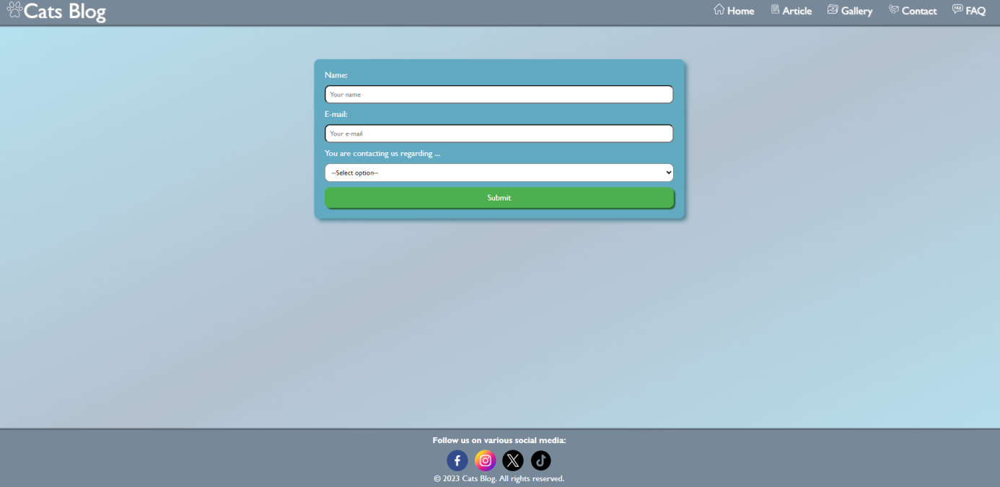 Cats Blog
Home Article Gallery Contact FAQ FAQ
Name:
Your name
E-mail:
Your e-mail
You are contacting us regarding ...
--Select option--
Submit
Follow us on various social media:
© 2023 Cats Blog. All rights reserved.